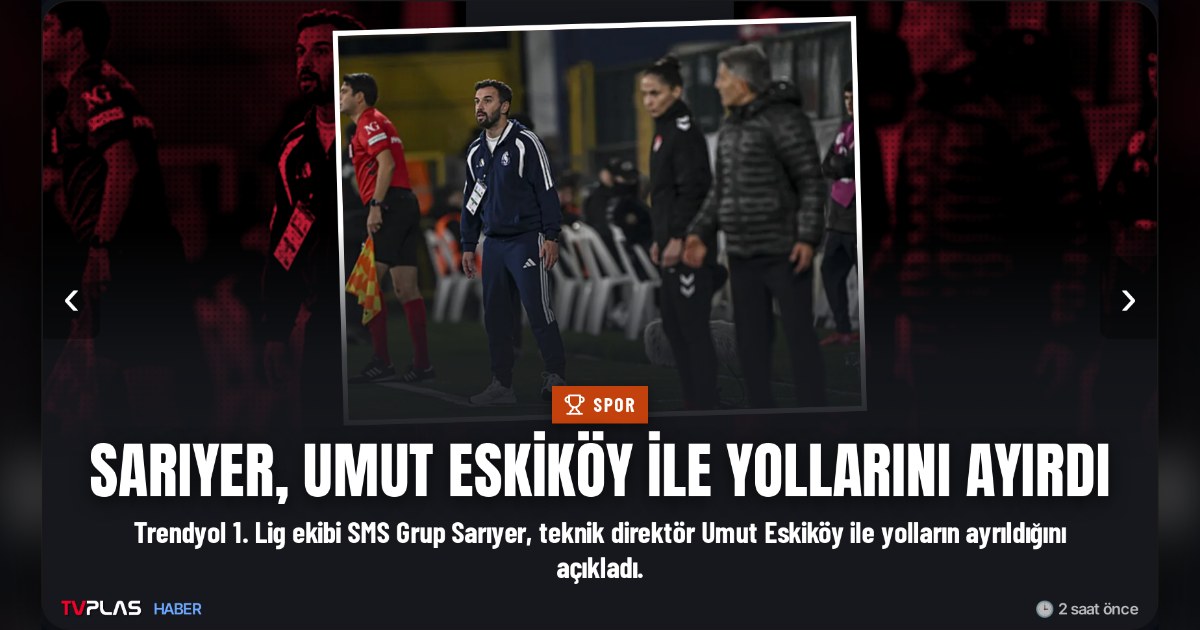 NG
‹
›
SPOR
SARIYER, UMUT ESKİKÖY İLE YOLLARINI AYIRDI
Trendyol 1. Lig ekibi SMS Grup Sarıyer, teknik direktör Umut Eskiköy ile yolların ayrıldığını
açıkladı.
TVPLAS HABER
2 saat önce